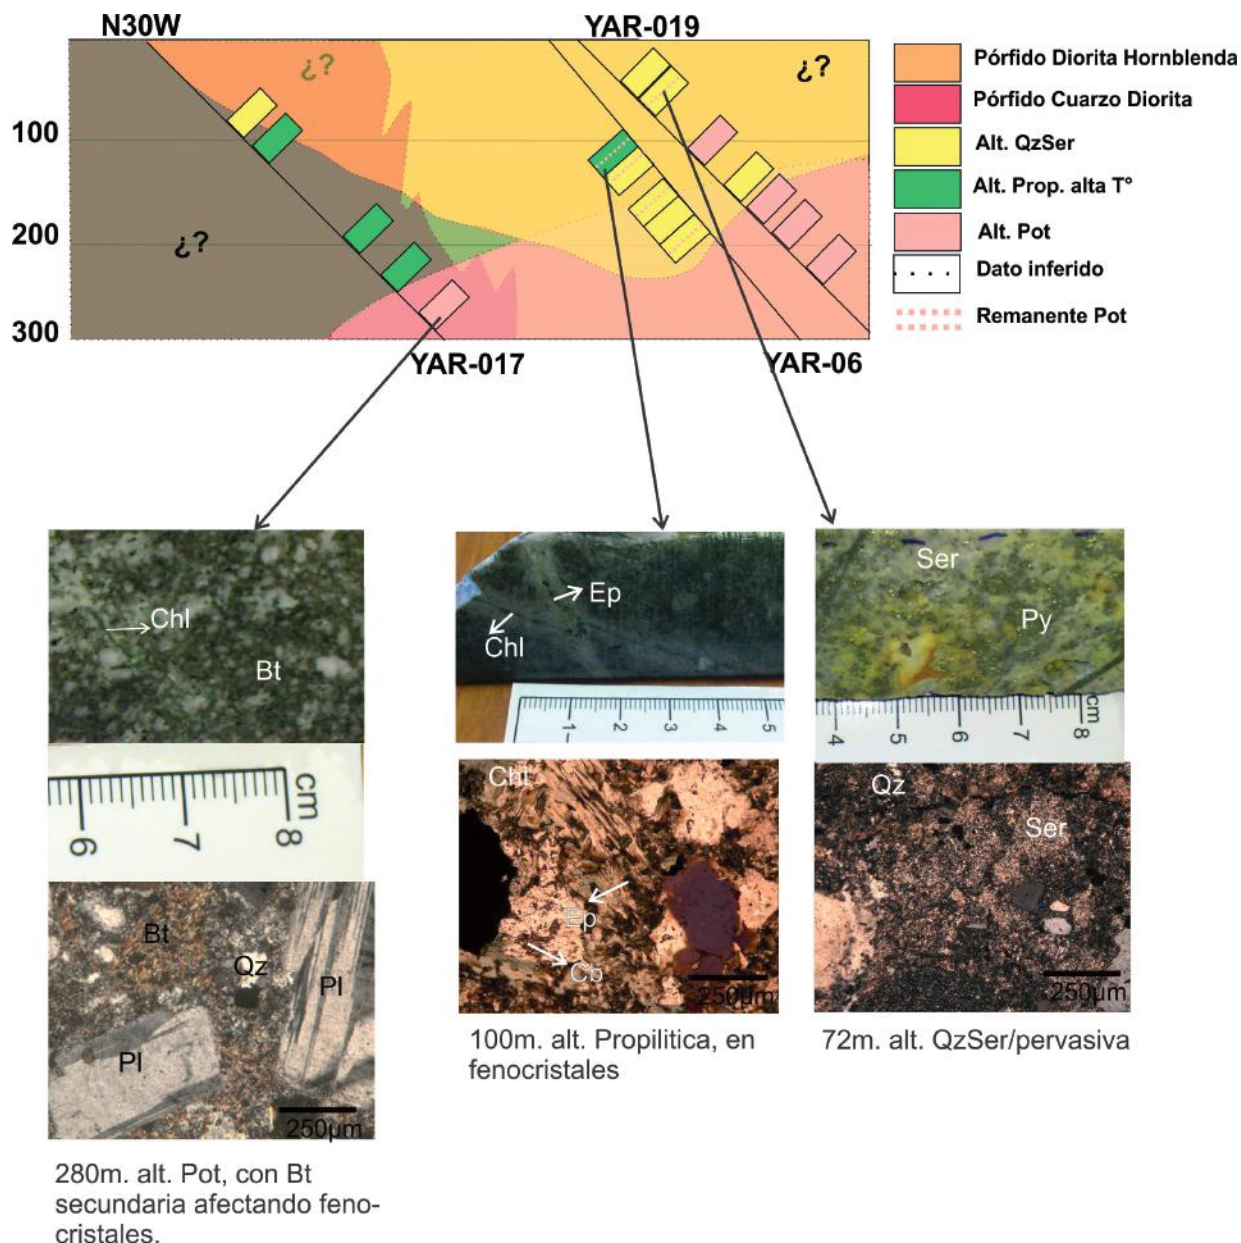 N30W
YAR-019
¿?
¿?
¿?
100
200
300
YAR-017
YAR-06
Pórfido Diorita Hornblenda
Pórfido Cuarzo Diorita
Alt. QzSer
Alt. Prop. alta T°
Alt. Pot
Dato inferido
Remanente Pot
Chl
Bt
6
7
8
cm
Bt
Qz
Pl
Pl
250µm
280m. alt. Pot, con Bt
secundaria afectando feno-
cristales.
Ep
Chl
1
2
3
4
5
Chl
Ep
Cb
250µm
100m. alt. Propilitica, en
fenocristales
Ser
Py
4
5
6
7
8
cm
Qz
Ser
250µm
72m. alt. QzSer/pervasiva